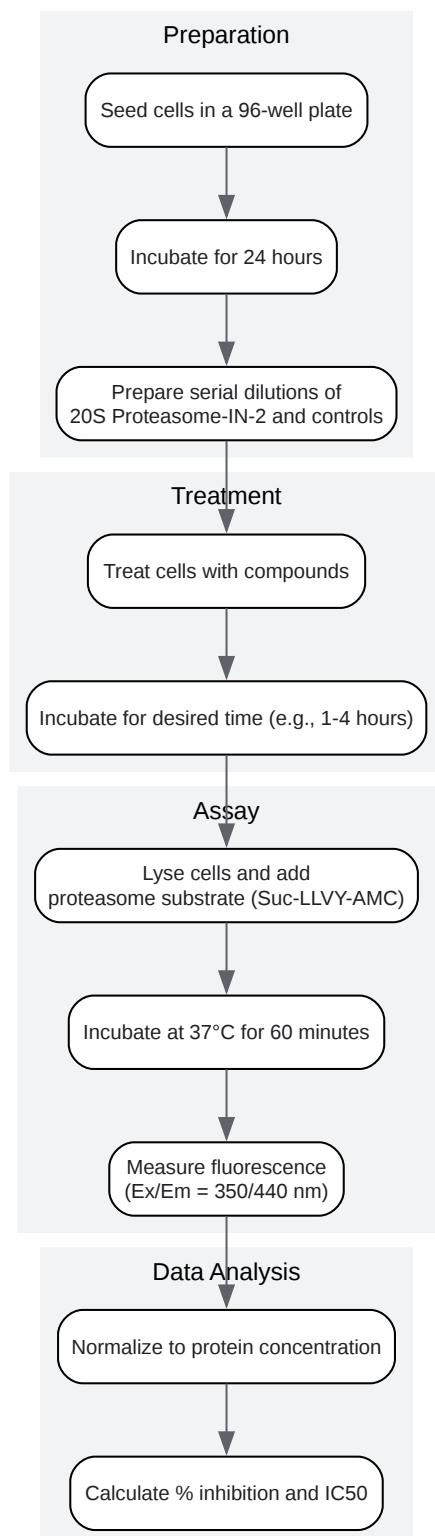 Preparation
Seed cells in a 96-well plate
Incubate for 24 hours
Prepare serial dilutions of
20S Proteasome-IN-2 and controls
Treatment
Treat cells with compounds
Incubate for desired time (e.g., 1-4 hours)
Assay
Lyse cells and add
proteasome substrate (Suc-LLVY-AMC)
Incubate at 37°C for 60 minutes
Measure fluorescence
(Ex/Em = 350/440 nm)
Data Analysis
Normalize to protein concentration
Calculate % inhibition and IC50